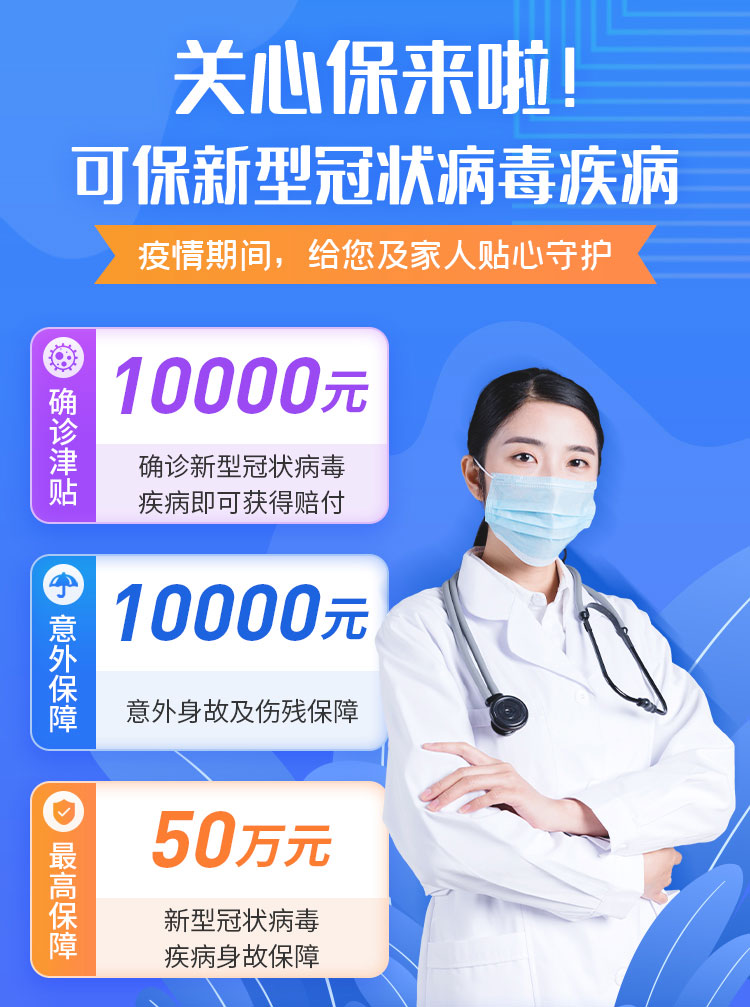 关心保来啦!
可保新型冠状病毒疾病
疫情期间，给您及家人贴心守护
确诊津贴
10000元
确诊新型冠状病毒
疾病即可获得赔付
意外保障
10000元
意外身故及伤残保障
最高保障
50万元
新型冠状病毒
疾病身故保障